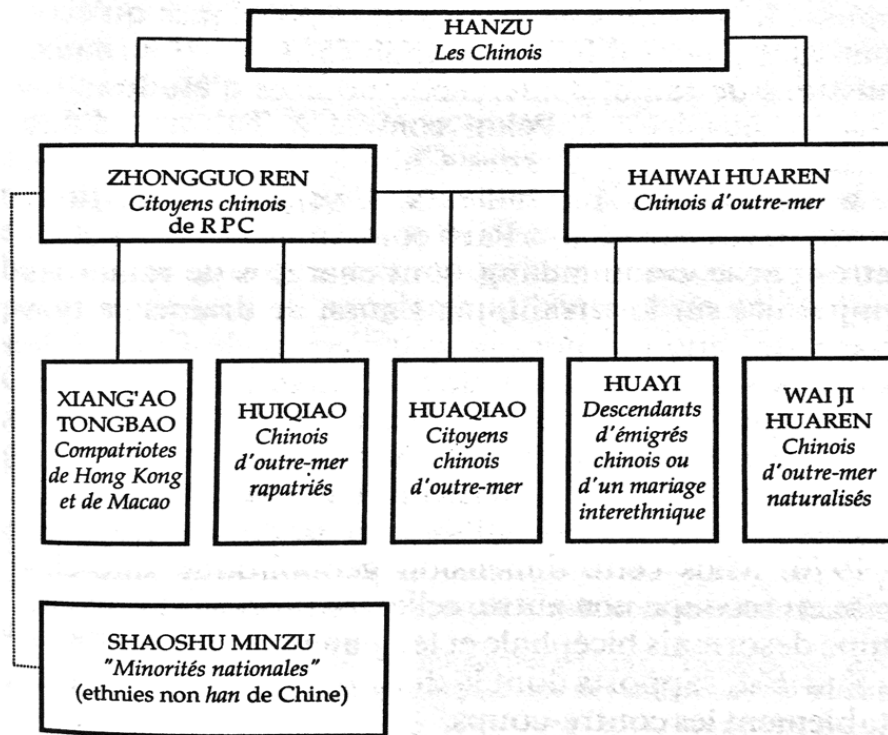 HANZU
Les Chinois
ZHONGGUO REN
Citoyens chinois
de RPC
HAIWAI HUAREN
Chinois d'outre-mer
XIANG'AO
TONGBAO
Compatriotes
de Hong Kong
et de Macao
HUIQIAO
Chinois
d'outre-mer
rapatriés
HUAQIAO
Citoyens
chinois
d'outre-mer
HUAYI
Descendants
d'émigrés
chinois ou
d'un mariage
interethnique
WAI JI
HUAREN
Chinois
d'outre-mer
naturalisés
SHAOSHU MINZU
"Minorités nationales"
(ethnies non han de Chine)